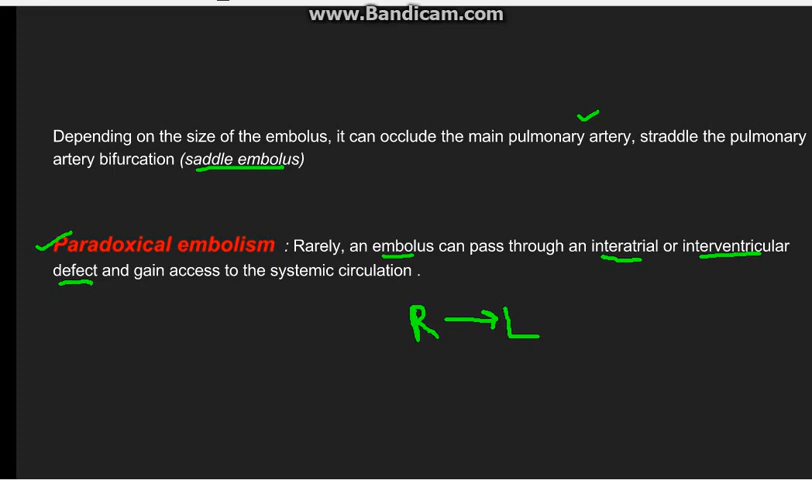 www.Bandicam.com
Depending on the size of the embolus, it can occlude the main pulmonary artery, straddle the pulmonary
artery bifurcation (saddle embolus)
Paradoxical embolism : Rarely, an embolus can pass through an interatrial or interventricular
defect and gain access to the systemic circulation .
R → L